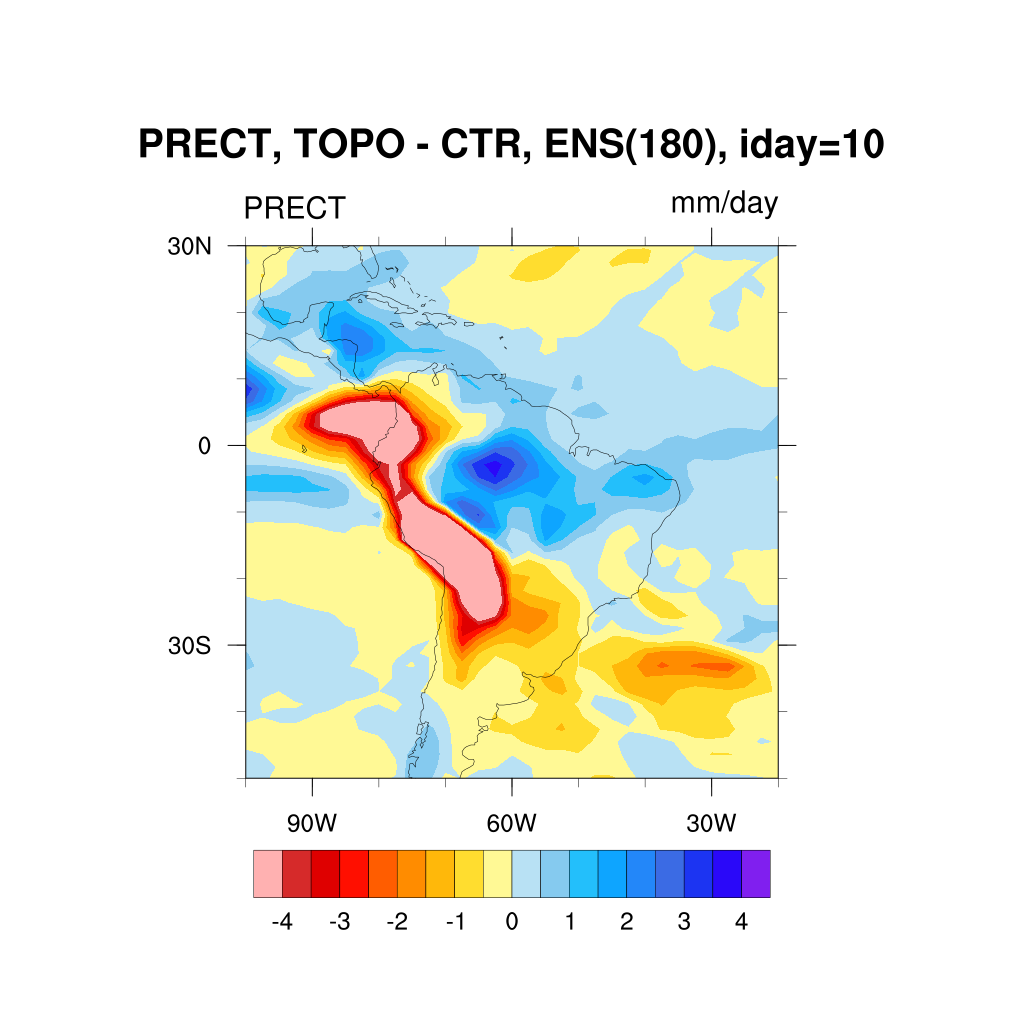 PRECT, TOPO - CTR, ENS(180), iday=10
PRECT mm/day
30N
0
30S
90W 60W 30W
-4 -3 -2 -1 0 1 2 3 4